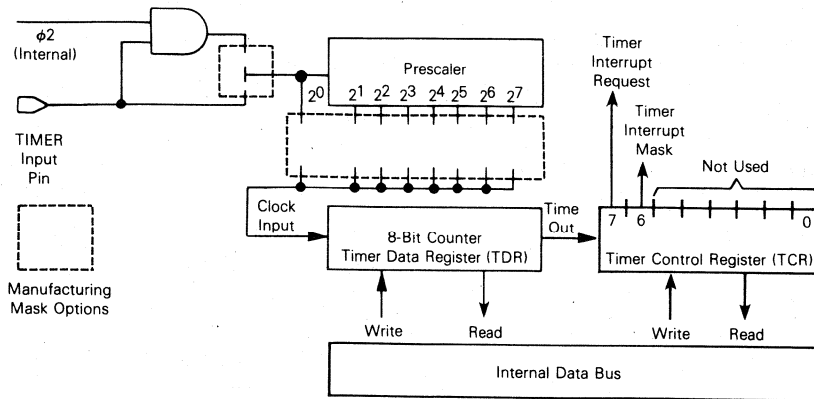 φ2
(Internal)
TIMER
Input
Pin
Manufacturing
Mask Options
Prescaler
2⁰ 2¹ 2² 2³ 2⁴ 2⁵ 2⁶ 2⁷
Clock
Input
8-Bit Counter
Timer Data Register (TDR)
Time
Out
Write
Read
Timer
Interrupt
Request
Timer
Interrupt
Mask
Not Used
7 6 0
Timer Control Register (TCR)
Write
Read
Internal Data Bus